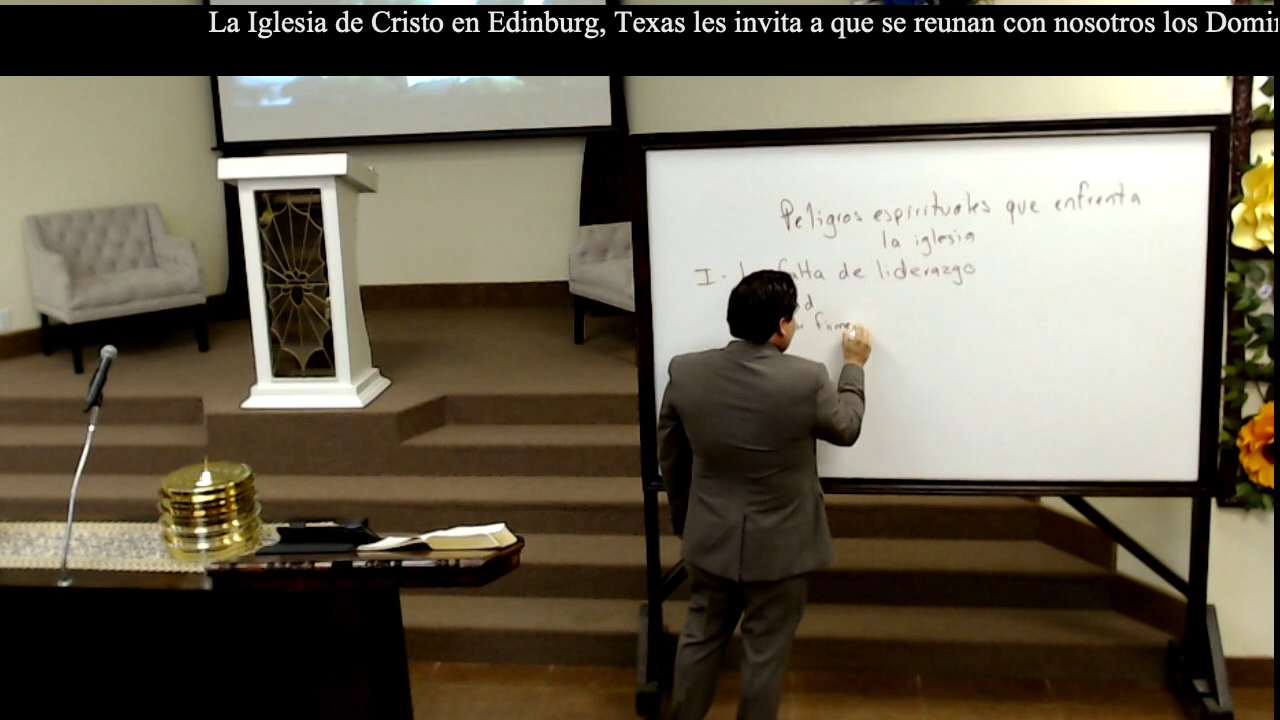 La Iglesia de Cristo en Edinburg, Texas les invita a que se reunan con nosotros los Domin
Peligros espirituales que enfrenta
la iglesia
I. falta de liderazgo